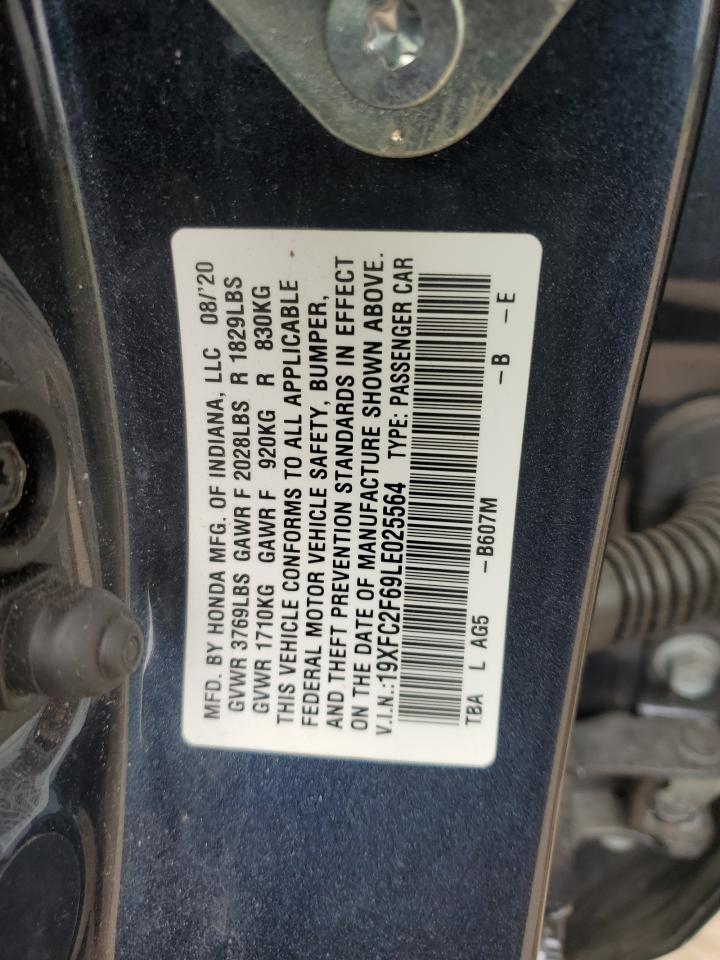 MFD. BY HONDA MFG. OF INDIANA, LLC 08/'20
GVWR 3769LBS GAWR F 2028LBS R 1829LBS
GVWR 1710KG GAWR F 920KG R 830KG
THIS VEHICLE CONFORMS TO ALL APPLICABLE
FEDERAL MOTOR VEHICLE SAFETY, BUMPER,
AND THEFT PREVENTION STANDARDS IN EFFECT
ON THE DATE OF MANUFACTURE SHOWN ABOVE.
V.I.N.:19XFC2F69LE025564 TYPE: PASSENGER CAR
TBA L AG5 -B607M -B -E